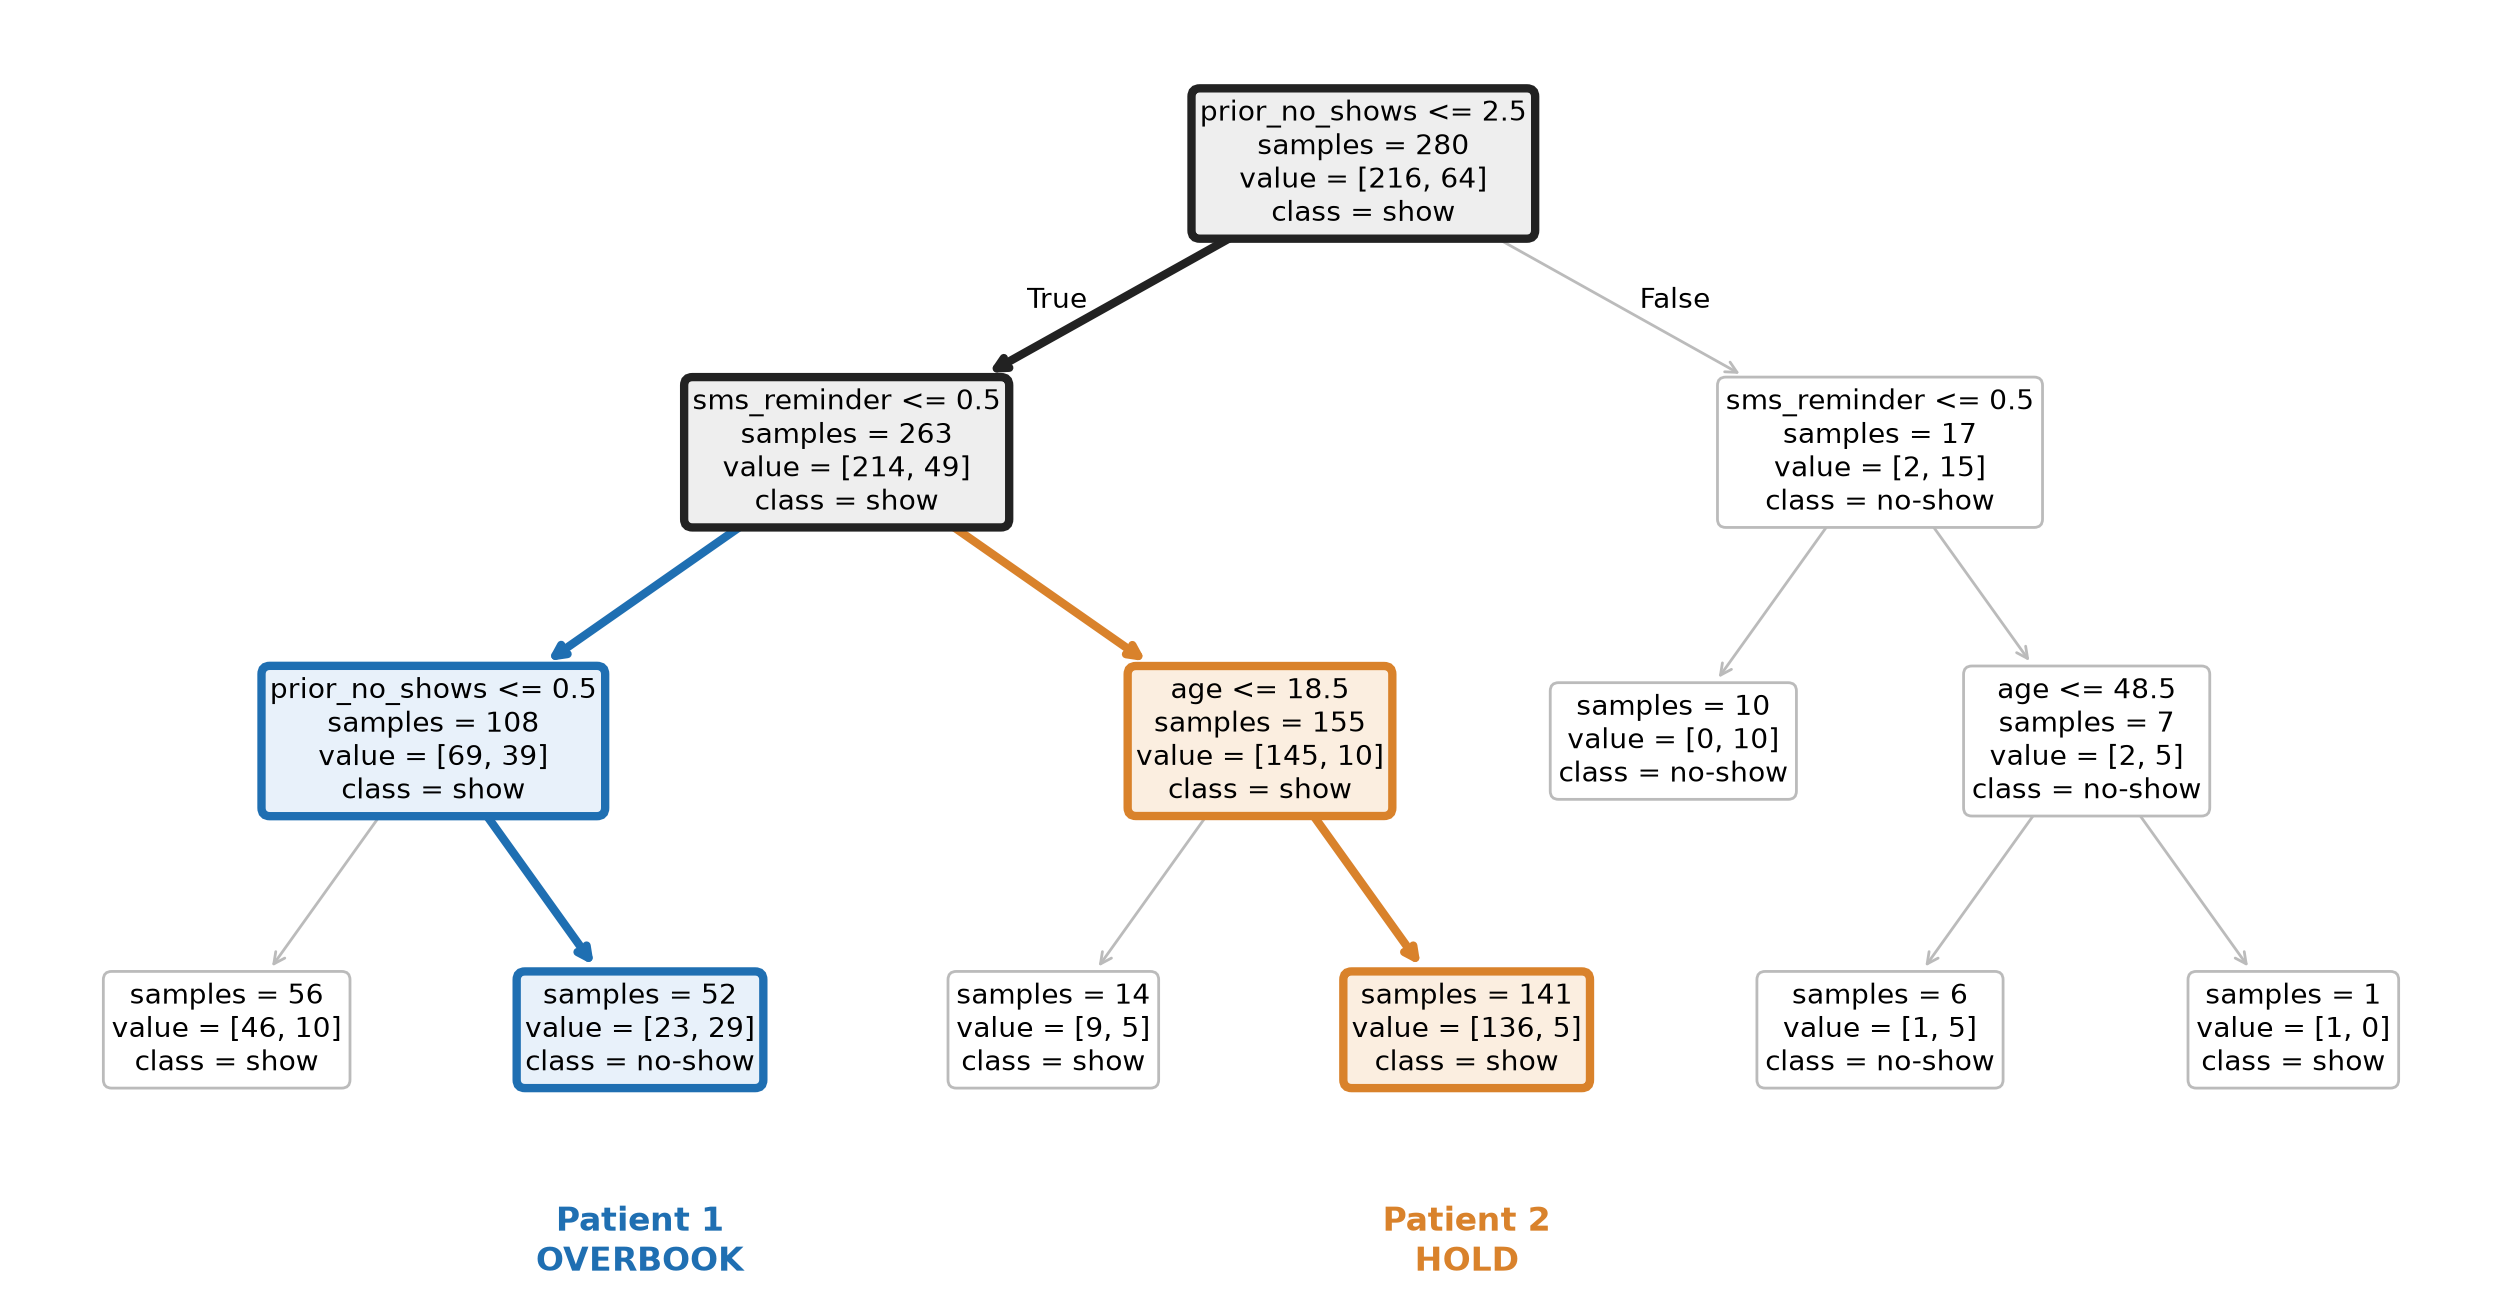 prior_no_shows <= 2.5
samples = 280
value = [216, 64]
class = show
True
False
sms_reminder <= 0.5
samples = 263
value = [214, 49]
class = show
sms_reminder <= 0.5
samples = 17
value = [2, 15]
class = no-show
prior_no_shows <= 0.5
samples = 108
value = [69, 39]
class = show
age <= 18.5
samples = 155
value = [145, 10]
class = show
samples = 10
value = [0, 10]
class = no-show
age <= 48.5
samples = 7
value = [2, 5]
class = no-show
samples = 56
value = [46, 10]
class = show
samples = 52
value = [23, 29]
class = no-show
samples = 14
value = [9, 5]
class = show
samples = 141
value = [136, 5]
class = show
samples = 6
value = [1, 5]
class = no-show
samples = 1
value = [1, 0]
class = show
Patient 1
OVERBOOK
Patient 2
HOLD